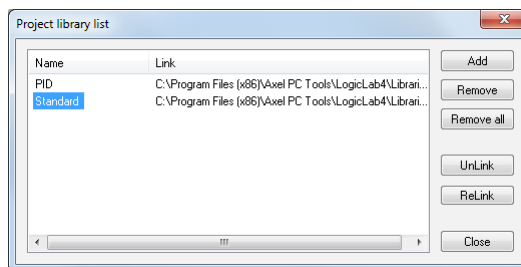 Project library list
Name Link
PID C:\Program Files (x86)\Axel PC Tools\LogicLab4\Librari...
Standard C:\Program Files (x86)\Axel PC Tools\LogicLab4\Librari...
Add
Remove
Remove all
UnLink
ReLink
Close